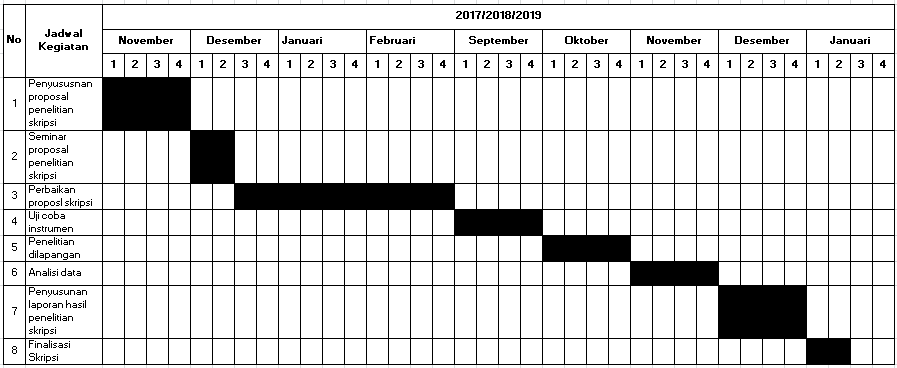 2017/2018/2019
No
Jadwal
Kegiatan
November Desember Januari Februari September Oktober November Desember Januari
1 2 3 4 1 2 3 4 1 2 3 4 1 2 3 4 1 2 3 4 1 2 3 4 1 2 3 4 1 2 3 4 1 2 3 4
1
Penyususnan
proposal
penelitian
skripsi
2
Seminar
proposal
penelitian
skripsi
3
Perbaikan
proposl skripsi
4
Uji coba
instrumen
5
Penelitian
dilapangan
6
Analisi data
7
Penyusunan
laporan hasil
penelitian
skripsi
8
Finalisasi
Skripsi